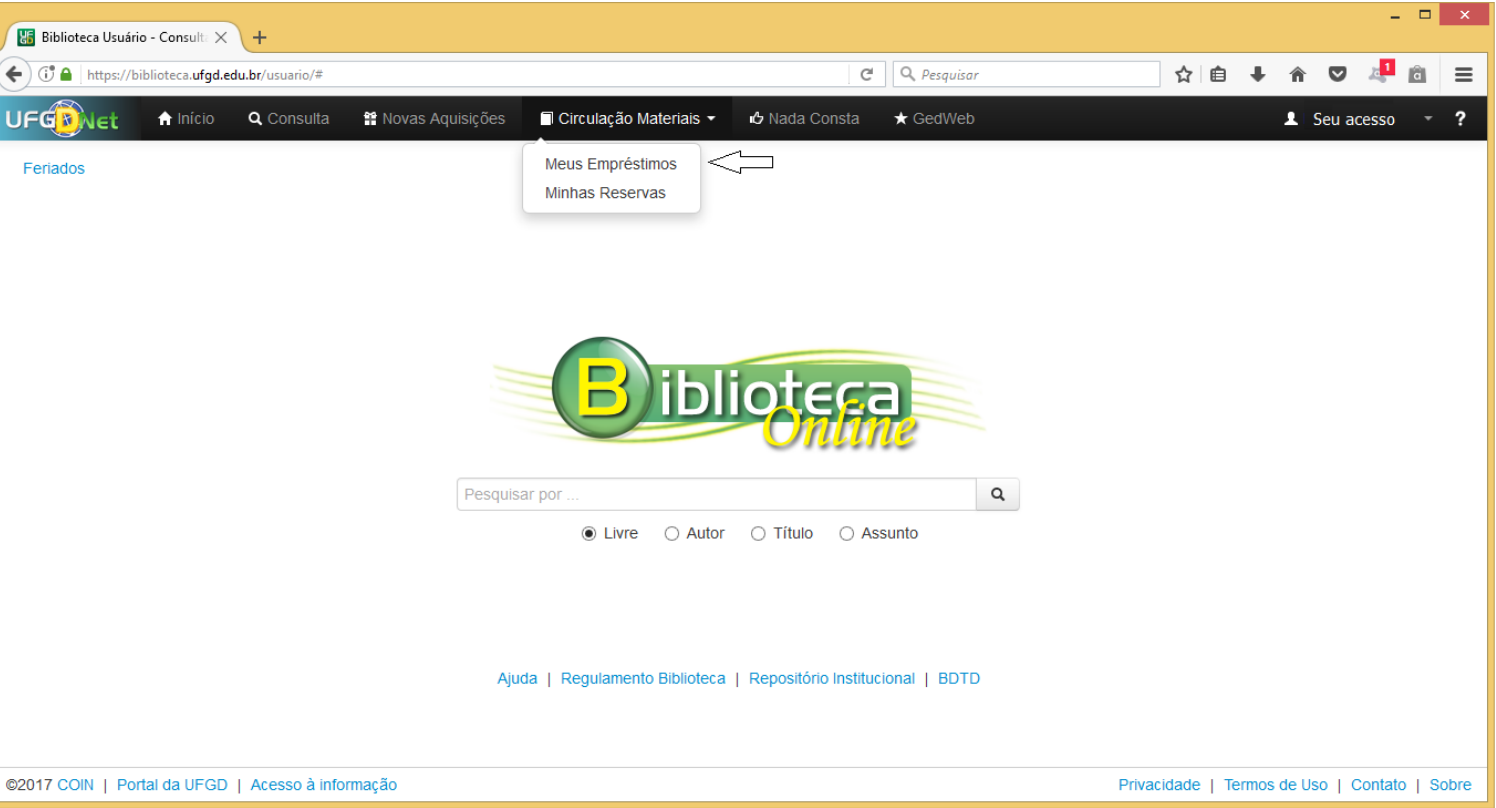 Biblioteca Usuário - Consult
https://biblioteca.ufgd.edu.br/usuario/#
Pesquisar
1
UFGDNet Início Consulta Novas Aquisições Circulação Materiais Nada Consta GedWeb Seu acesso ?
Feriados
Meus Empréstimos
Minhas Reservas
Biblioteca
Online
Pesquisar por ...
Livre Autor Título Assunto
Ajuda | Regulamento Biblioteca | Repositório Institucional | BDTD
©2017 COIN | Portal da UFGD | Acesso à informação Privacidade | Termos de Uso | Contato | Sobre